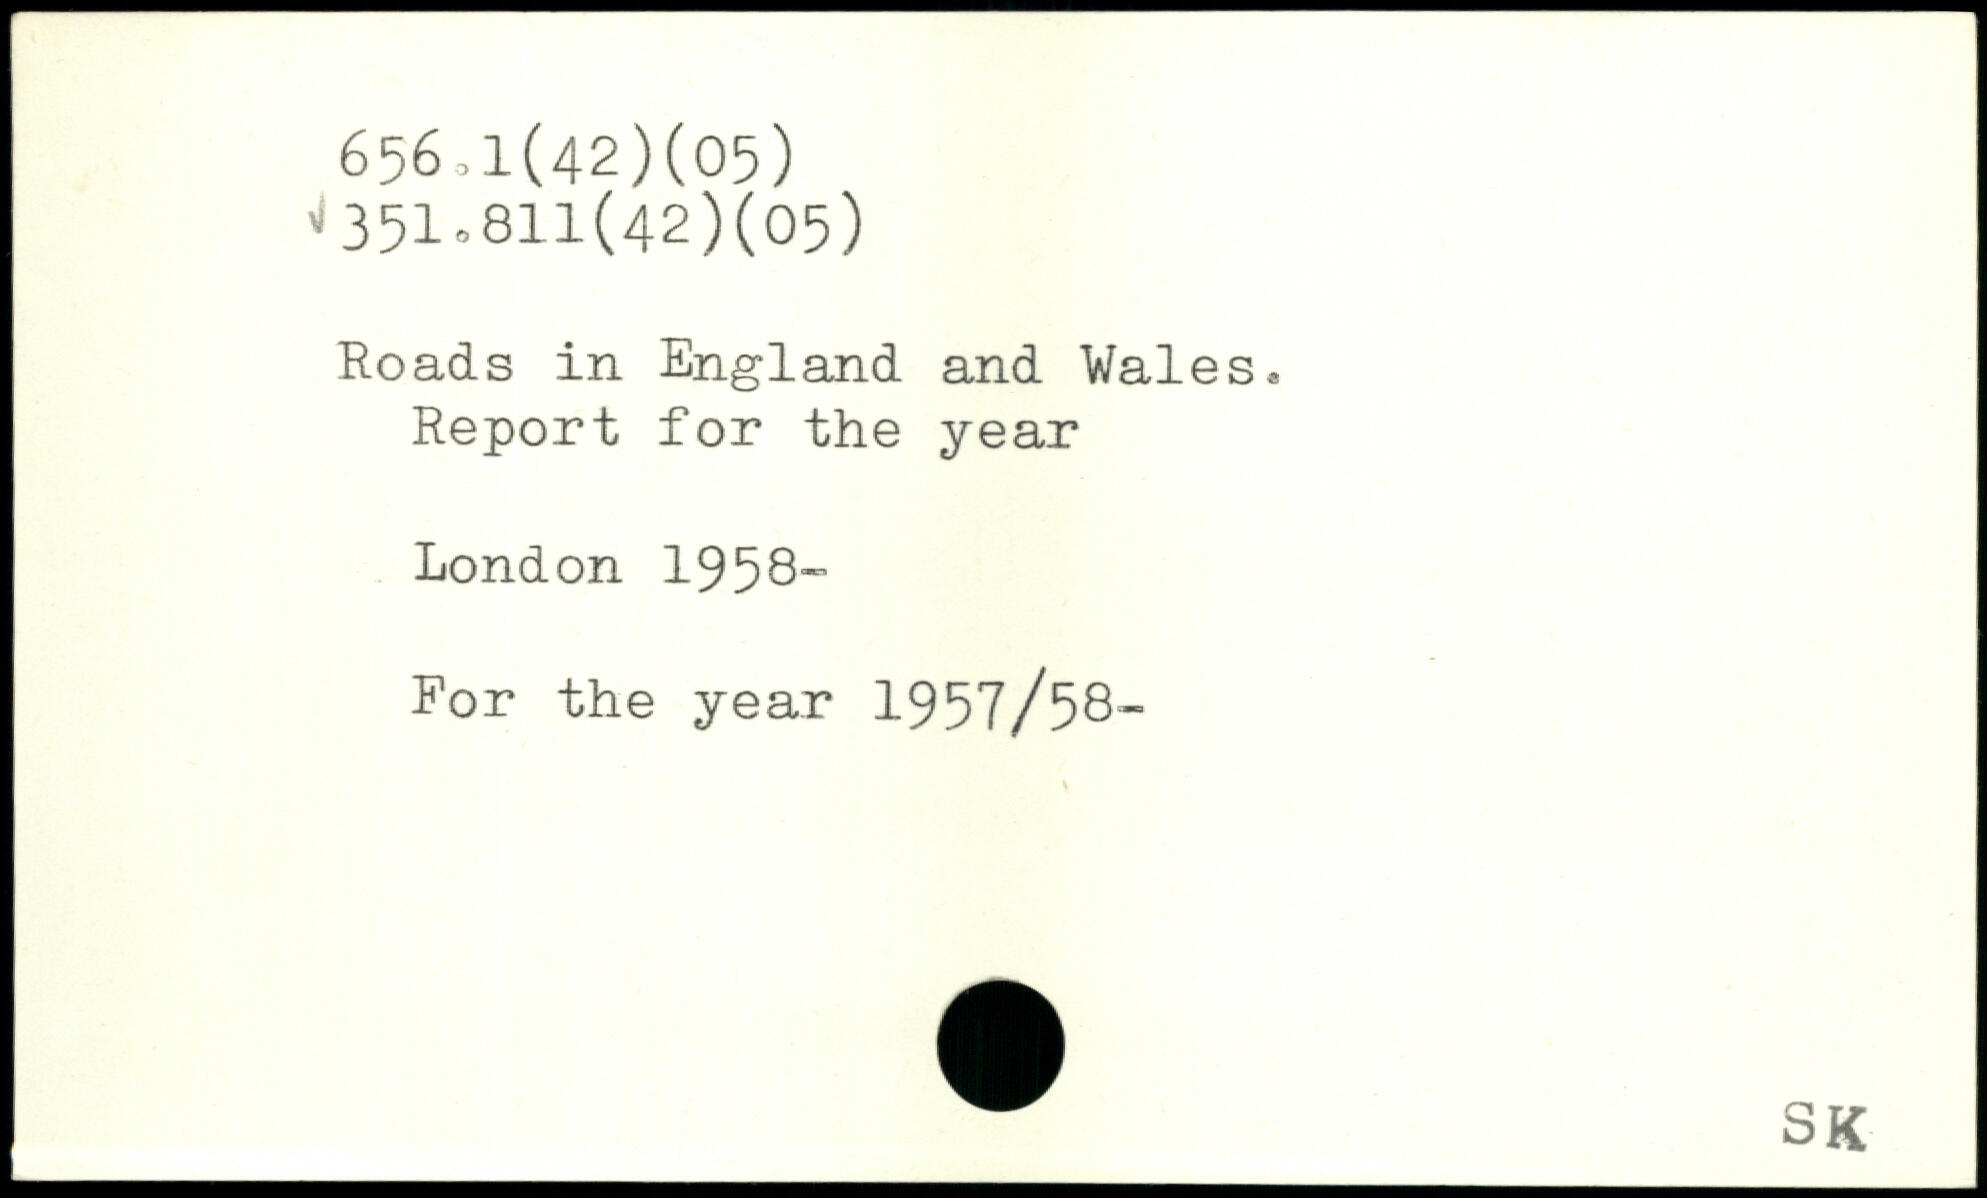 656.1(42)(05)
✓351.811(42)(05)
Roads in England and Wales.
Report for the year
London 1958-
For the year 1957/58-
SK